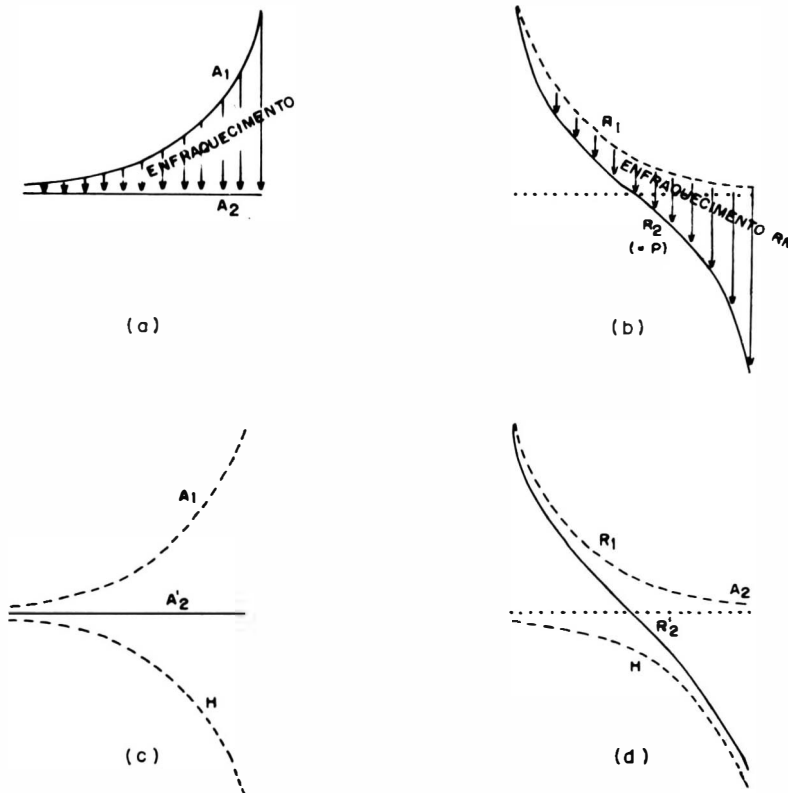 A1
ENFRAQUECIMENTO
A2
(a)
R1
ENFRAQUECIMENTO
R2
(= P)
(b)
A1
A'2
H
(c)
R1
A2
R'2
H
(d)